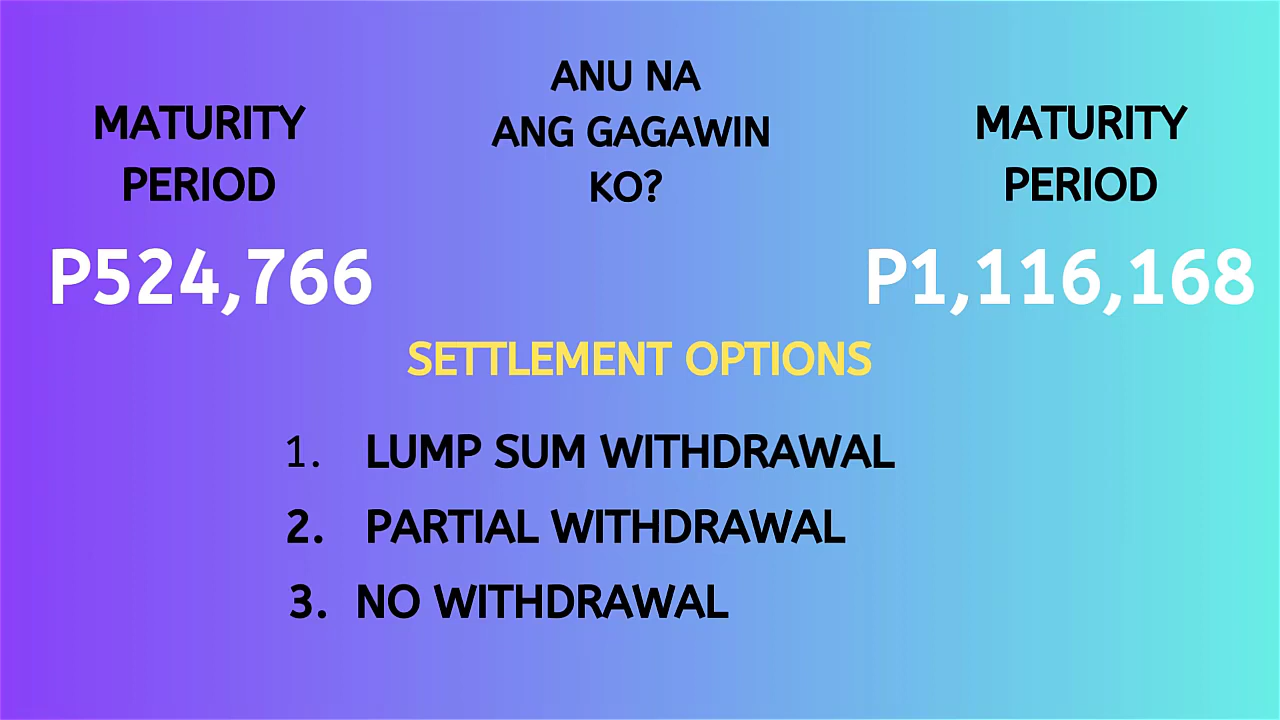 MATURITY
PERIOD
P524,766
ANU NA
ANG GAGAWIN
KO?
MATURITY
PERIOD
P1,116,168
SETTLEMENT OPTIONS
1. LUMP SUM WITHDRAWAL
2. PARTIAL WITHDRAWAL
3. NO WITHDRAWAL